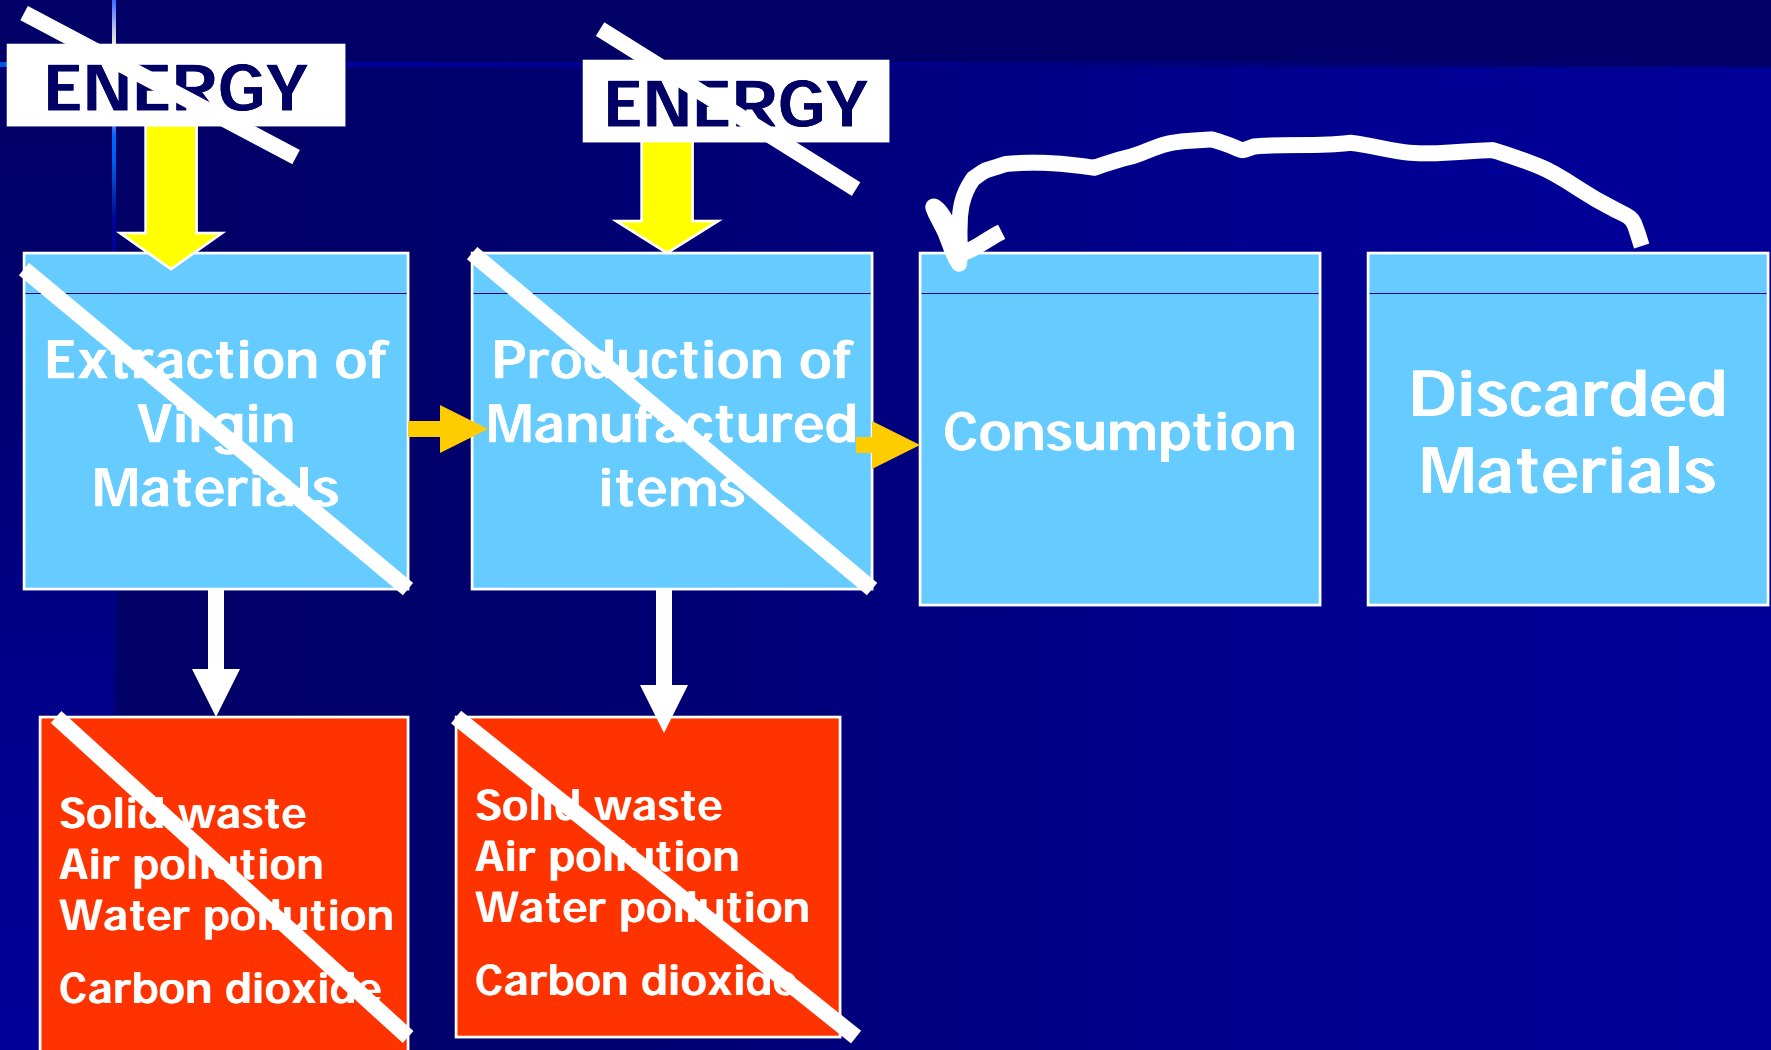 ENERGY
ENERGY
Extraction of
Virgin
Materials
Production of
Manufactured
items
Consumption
Discarded
Materials
Solid waste
Air pollution
Water pollution
Carbon dioxide
Solid waste
Air pollution
Water pollution
Carbon dioxide